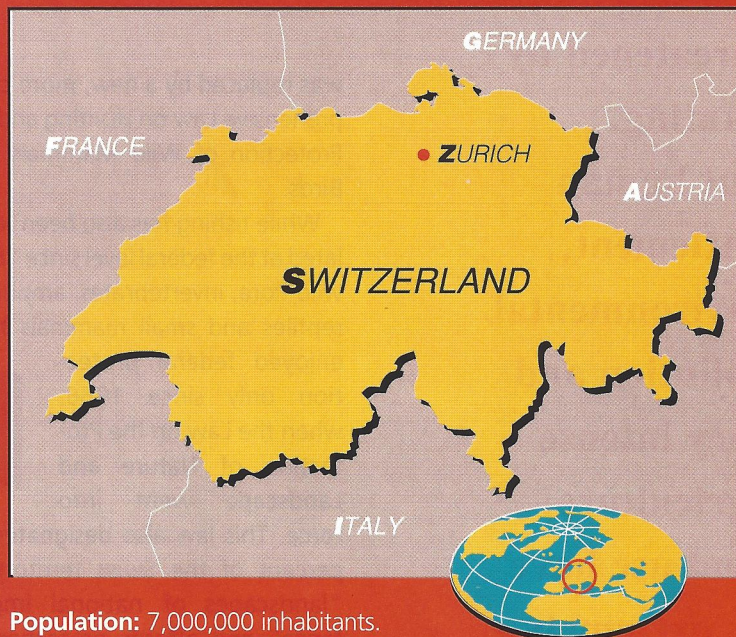 GERMANY
FRANCE
ZURICH
AUSTRIA
SWITZERLAND
ITALY
Population: 7,000,000 inhabitants.